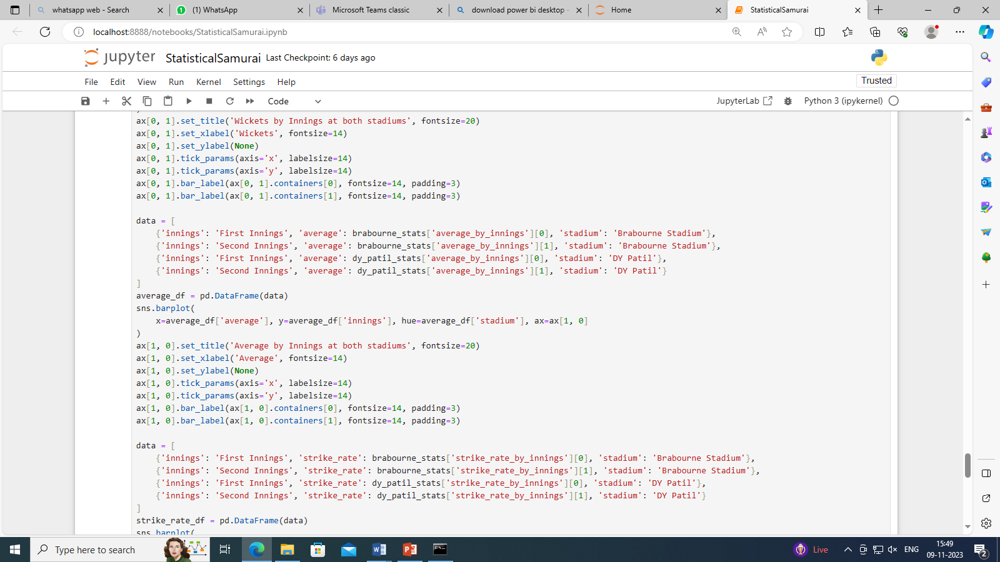 whatsapp web - Search
(1) WhatsApp
Microsoft Teams classic
download power bi desktop -
Home
StatisticalSamurai
localhost:8888/notebooks/StatisticalSamurai.ipynb
jupyter StatisticalSamurai Last Checkpoint: 6 days ago
File Edit View Run Kernel Settings Help
Trusted
Code
JupyterLab
Python 3 (ipykernel)
ax[0, 1].set_title('Wickets by Innings at both stadiums', fontsize=20)
ax[0, 1].set_xlabel('Wickets', fontsize=14)
ax[0, 1].set_ylabel(None)
ax[0, 1].tick_params(axis='x', labelsize=14)
ax[0, 1].tick_params(axis='y', labelsize=14)
ax[0, 1].bar_label(ax[0, 1].containers[0], fontsize=14, padding=3)
ax[0, 1].bar_label(ax[0, 1].containers[1], fontsize=14, padding=3)
data = [
    {'innings': 'First Innings', 'average': brabourne_stats['average_by_innings'][0], 'stadium': 'Brabourne Stadium'},
    {'innings': 'Second Innings', 'average': brabourne_stats['average_by_innings'][1], 'stadium': 'Brabourne Stadium'},
    {'innings': 'First Innings', 'average': dy_patil_stats['average_by_innings'][0], 'stadium': 'DY Patil'},
    {'innings': 'Second Innings', 'average': dy_patil_stats['average_by_innings'][1], 'stadium': 'DY Patil'}
]
average_df = pd.DataFrame(data)
sns.barplot(
    x=average_df['average'], y=average_df['innings'], hue=average_df['stadium'], ax=ax[1, 0]
)
ax[1, 0].set_title('Average by Innings at both stadiums', fontsize=20)
ax[1, 0].set_xlabel('Average', fontsize=14)
ax[1, 0].set_ylabel(None)
ax[1, 0].tick_params(axis='x', labelsize=14)
ax[1, 0].tick_params(axis='y', labelsize=14)
ax[1, 0].bar_label(ax[1, 0].containers[0], fontsize=14, padding=3)
ax[1, 0].bar_label(ax[1, 0].containers[1], fontsize=14, padding=3)
data = [
    {'innings': 'First Innings', 'strike_rate': brabourne_stats['strike_rate_by_innings'][0], 'stadium': 'Brabourne Stadium'},
    {'innings': 'Second Innings', 'strike_rate': brabourne_stats['strike_rate_by_innings'][1], 'stadium': 'Brabourne Stadium'},
    {'innings': 'First Innings', 'strike_rate': dy_patil_stats['strike_rate_by_innings'][0], 'stadium': 'DY Patil'},
    {'innings': 'Second Innings', 'strike_rate': dy_patil_stats['strike_rate_by_innings'][1], 'stadium': 'DY Patil'}
]
strike_rate_df = pd.DataFrame(data)
sns.barplot(
Type here to search
Live
ENG
15:49
09-11-2023
2